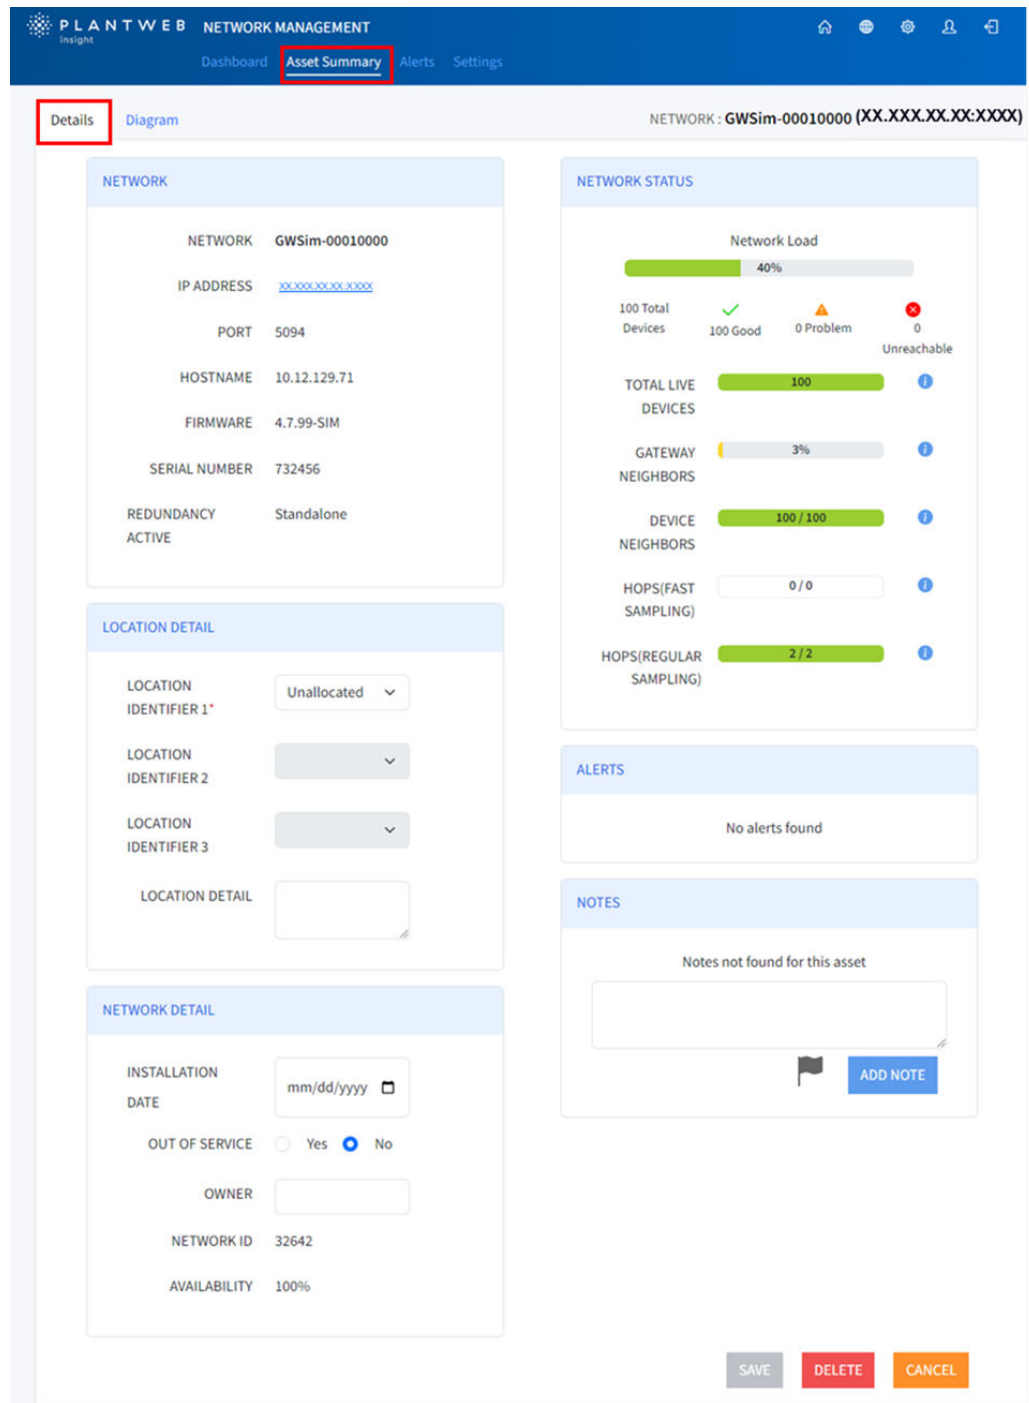 PLANTWEB NETWORK MANAGEMENT
insight
Dashboard Asset Summary Alerts Settings
Details Diagram NETWORK : GWSim-00010000 (XX.XXX.XX.XX:XXXX)
NETWORK
NETWORK GWSim-00010000
IP ADDRESS XX.XXX.XX.XX:XXXX
PORT 5094
HOSTNAME 10.12.129.71
FIRMWARE 4.7.99-SIM
SERIAL NUMBER 732456
REDUNDANCY Standalone
ACTIVE
LOCATION DETAIL
LOCATION Unallocated
IDENTIFIER 1*
LOCATION
IDENTIFIER 2
LOCATION
IDENTIFIER 3
LOCATION DETAIL
NETWORK DETAIL
INSTALLATION mm/dd/yyyy
DATE
OUT OF SERVICE Yes No
OWNER
NETWORK ID 32642
AVAILABILITY 100%
NETWORK STATUS
Network Load
40%
100 Total
Devices
100 Good
0 Problem
0
Unreachable
TOTAL LIVE 100
DEVICES
GATEWAY 3%
NEIGHBORS
DEVICE 100 / 100
NEIGHBORS
HOPS(FAST 0 / 0
SAMPLING)
HOPS(REGULAR 2 / 2
SAMPLING)
ALERTS
No alerts found
NOTES
Notes not found for this asset
ADD NOTE
SAVE DELETE CANCEL